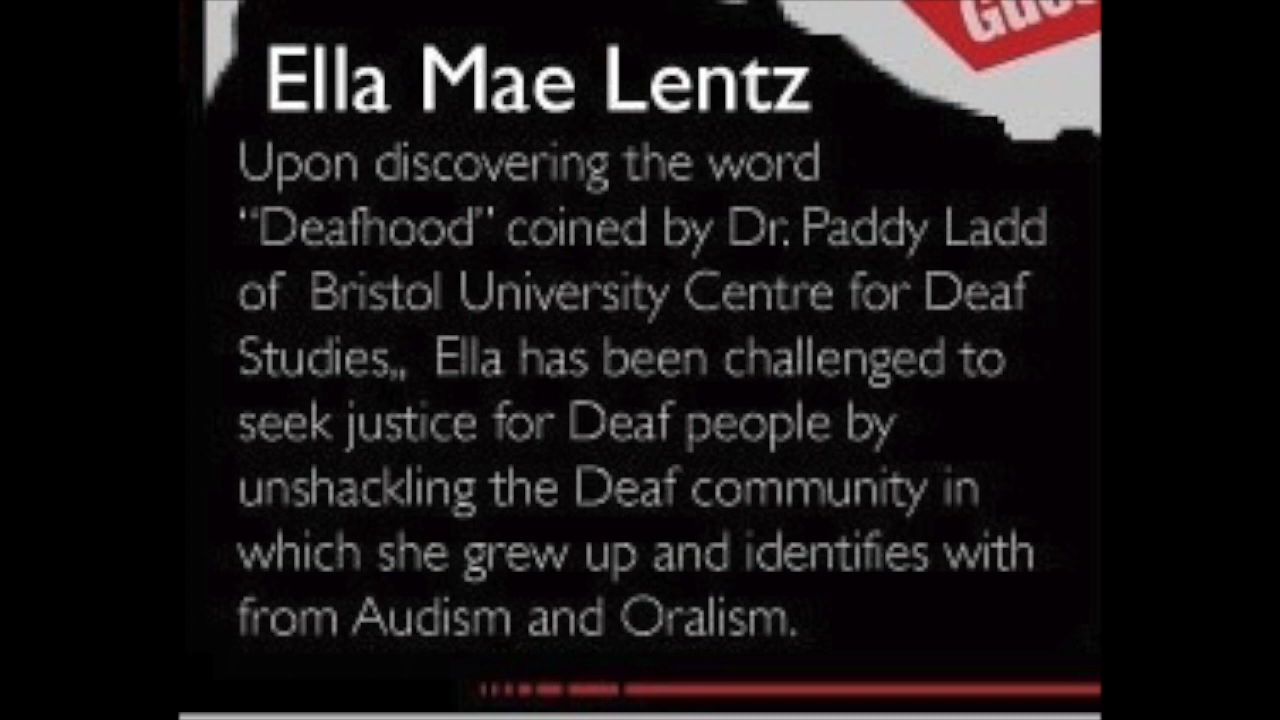 Ella Mae Lentz
Upon discovering the word
“Deafhood” coined by Dr. Paddy Ladd
of Bristol University Centre for Deaf
Studies,, Ella has been challenged to
seek justice for Deaf people by
unshackling the Deaf community in
which she grew up and identifies with
from Audism and Oralism.